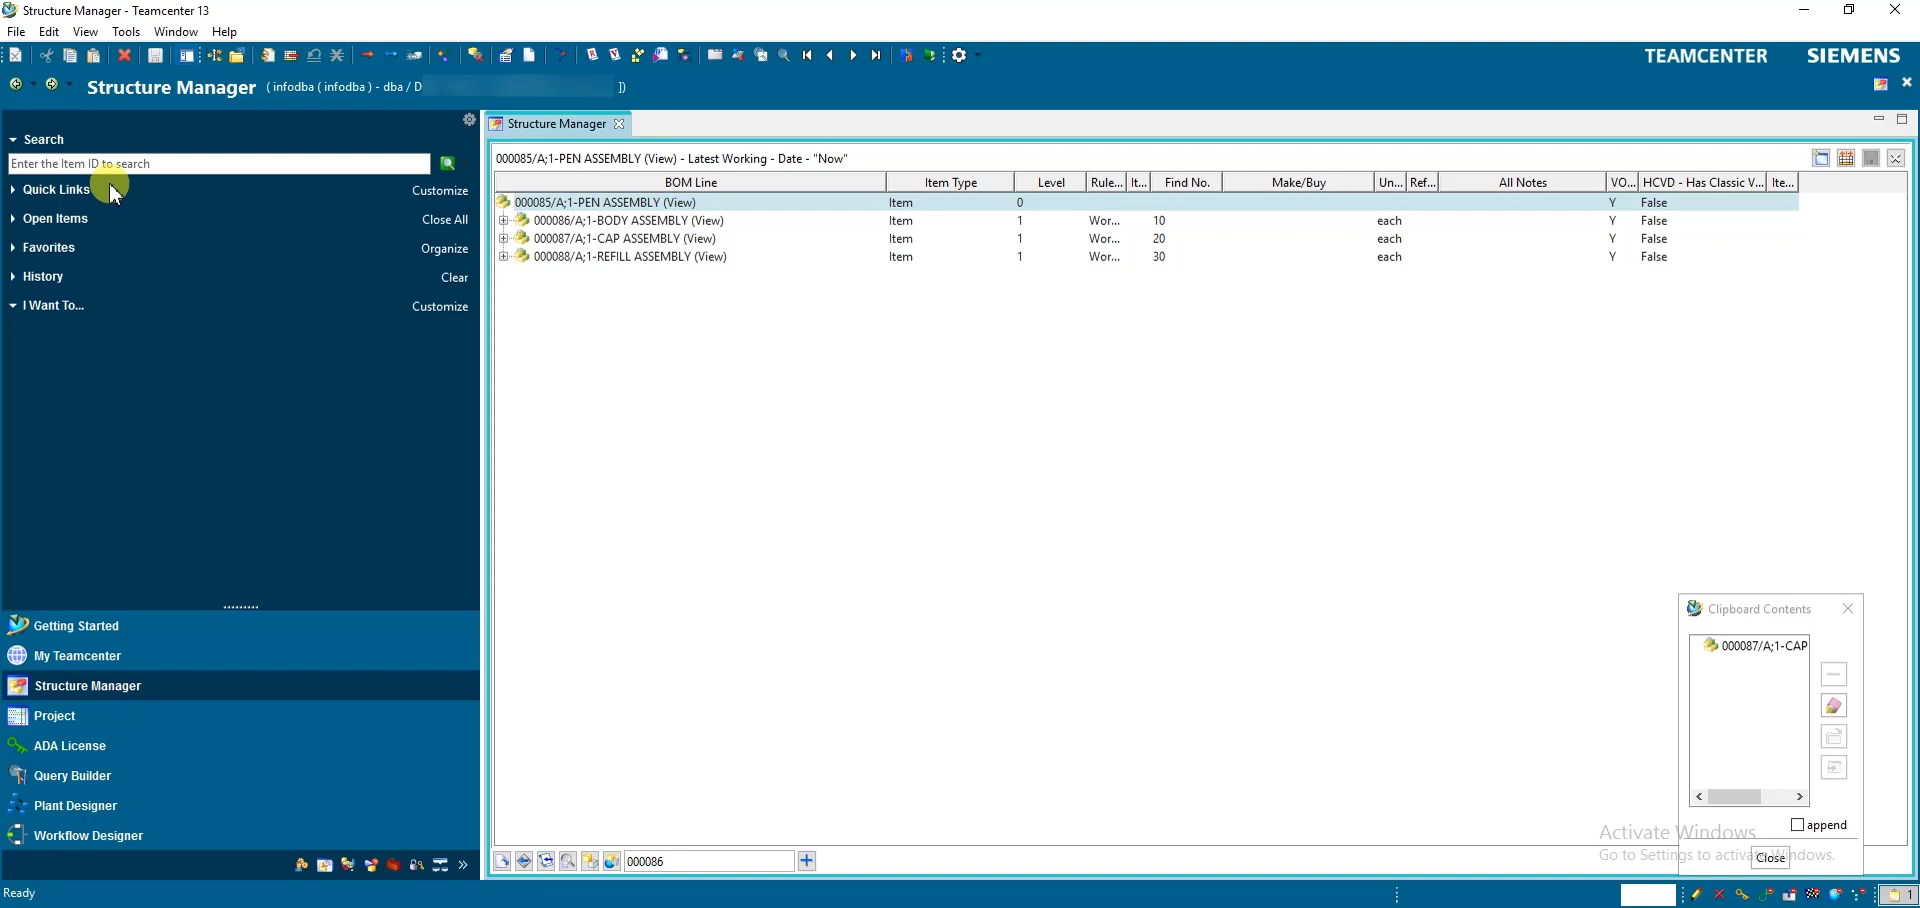 Structure Manager - Teamcenter 13
File Edit View Tools Window Help
TEAMCENTER SIEMENS
Structure Manager ( infodba ( infodba ) - dba / D ])
Search
Enter the Item ID to search
Quick Links Customize
Open Items Close All
Favorites Organize
History Clear
I Want To... Customize
Getting Started
My Teamcenter
Structure Manager
Project
ADA License
Query Builder
Plant Designer
Workflow Designer
Ready
Structure Manager
000085/A;1-PEN ASSEMBLY (View) - Latest Working - Date - "Now"
BOM Line Item Type Level Rule... It... Find No. Make/Buy Un... Ref... All Notes VO... HCVD - Has Classic V... Ite...
000085/A;1-PEN ASSEMBLY (View) Item 0 Y False
000086/A;1-BODY ASSEMBLY (View) Item 1 Wor... 10 each Y False
000087/A;1-CAP ASSEMBLY (View) Item 1 Wor... 20 each Y False
000088/A;1-REFILL ASSEMBLY (View) Item 1 Wor... 30 each Y False
Clipboard Contents
000087/A;1-CAP
append
Close
Activate Windows
Go to Settings to activate Windows.
000086
1